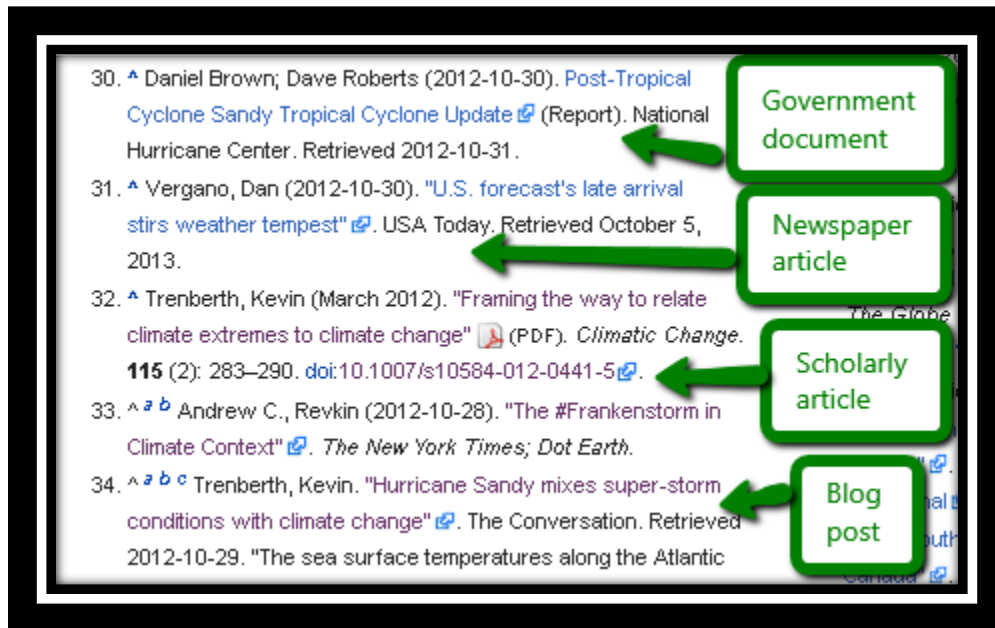 30. ^ Daniel Brown; Dave Roberts (2012-10-30). Post-Tropical
Cyclone Sandy Tropical Cyclone Update (Report). National
Hurricane Center. Retrieved 2012-10-31.
Government
document
31. ^ Vergano, Dan (2012-10-30). "U.S. forecast's late arrival
stirs weather tempest". USA Today. Retrieved October 5,
2013.
Newspaper
article
32. ^ Trenberth, Kevin (March 2012). "Framing the way to relate
climate extremes to climate change" (PDF). Climatic Change.
115 (2): 283–290. doi:10.1007/s10584-012-0441-5.
The Globe
Scholarly
article
33. ^ a b Andrew C., Revkin (2012-10-28). "The #Frankenstorm in
Climate Context". The New York Times; Dot Earth.
34. ^ a b c Trenberth, Kevin. "Hurricane Sandy mixes super-storm
conditions with climate change". The Conversation. Retrieved
2012-10-29. "The sea surface temperatures along the Atlantic
Blog
post
Canada".